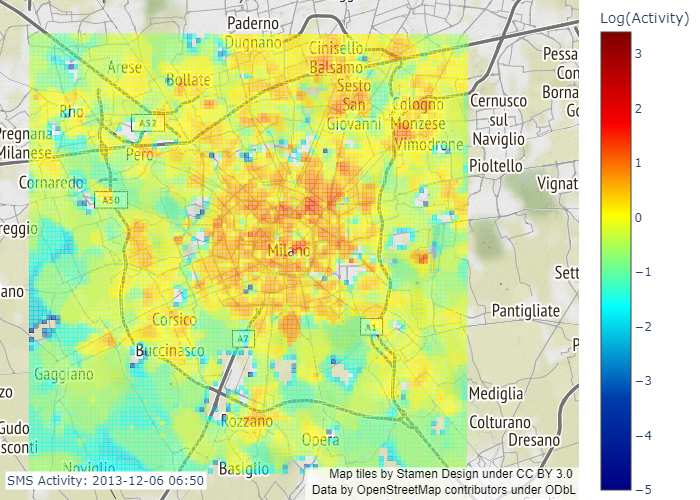 Log(Activity)
3
2
1
0
−1
−2
−3
−4
−5
Paderno
Dugnano
Cinisello
Balsamo
Arese
Bollate
Sesto
San
Giovanni
Cologno
Monzese
Vimodrone
Cernusco
sul
Naviglio
Pessa
Con
Borna
Go
Rho
A52
Pregnana
Milanese
Pero
Pioltello
Cornaredo
A50
Vignat
reggio
Milano
Sett
ano
Pantigliate
Corsico
A7
A1
Buccinasco
P
Gaggiano
zo
Mediglia
Rozzano
Colturano
Gudo
sconti
Opera
Dresano
Noviglio
Basiglio
SMS Activity: 2013-12-06 06:50
Map tiles by Stamen Design under CC BY 3.0
Data by OpenStreetMap contributors under ODbL